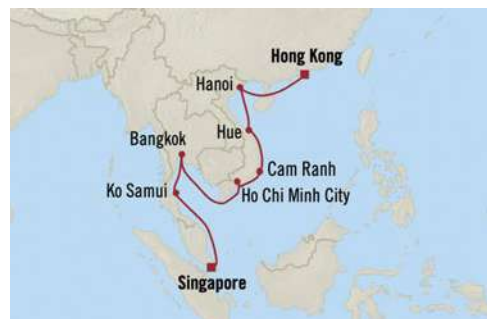 Hong Kong
Hanoi
Hue
Bangkok
Cam Ranh
Ko Samui
Ho Chi Minh City
Singapore